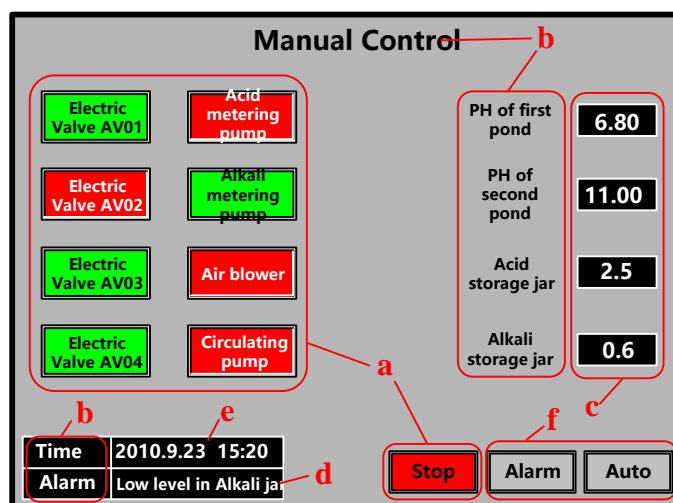 Manual Control
b
Electric
Valve AV01
Acid
metering
pump
PH of first
pond
6.80
Electric
Valve AV02
Alkali
metering
pump
PH of
second
pond
11.00
Electric
Valve AV03
Air blower
Acid
storage jar
2.5
Electric
Valve AV04
Circulating
pump
Alkali
storage jar
0.6
a
c
b
e
f
Time
2010.9.23 15:20
Alarm
Low level in Alkali jar
d
Stop
Alarm
Auto